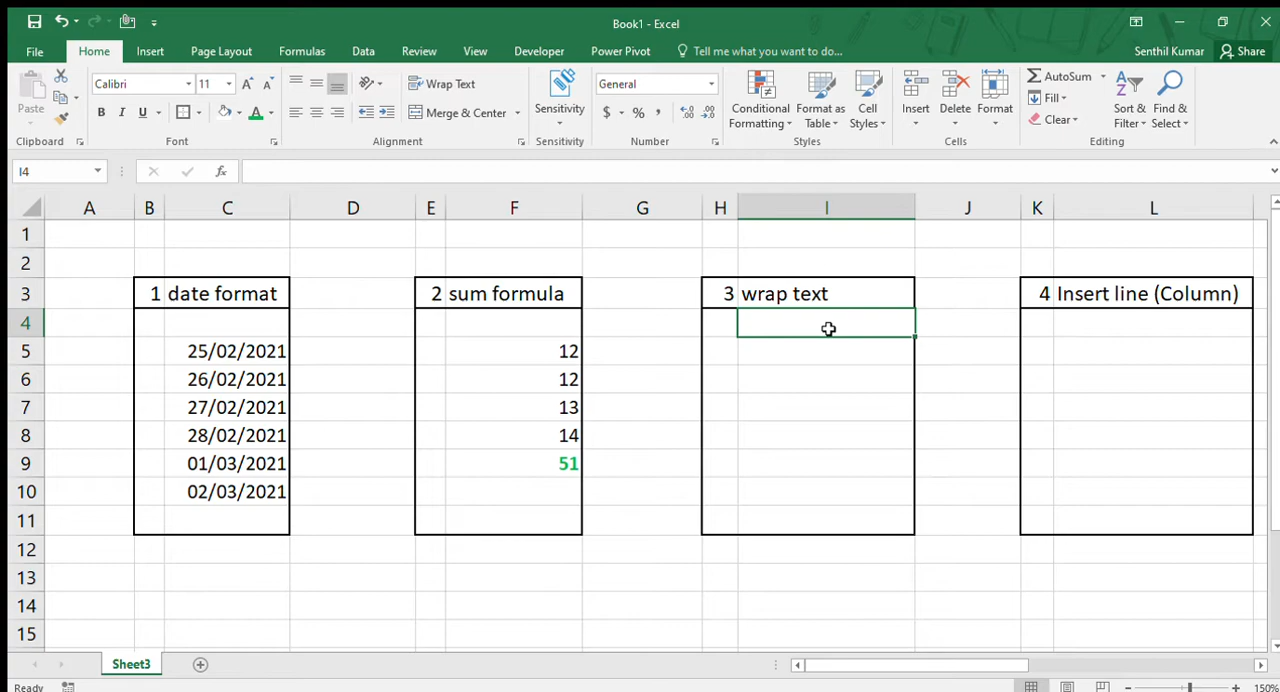 Book1 - Excel
File Home Insert Page Layout Formulas Data Review View Developer Power Pivot Tell me what you want to do... Senthil Kumar Share
Paste
Calibri 11
B I U
Wrap Text
Merge & Center
Sensitivity
General
$ % ,
Conditional Formatting
Format as Table
Cell Styles
Insert
Delete
Format
AutoSum
Fill
Clear
Sort & Filter
Find & Select
Clipboard Font Alignment Sensitivity Number Styles Cells Editing
I4 fx
A B C D E F G H I J K L
1
2
3 1 date format 2 sum formula 3 wrap text 4 Insert line (Column)
4
5 25/02/2021 12
6 26/02/2021 12
7 27/02/2021 13
8 28/02/2021 14
9 01/03/2021 51
10 02/03/2021
11
12
13
14
15
Sheet3
Ready 150%